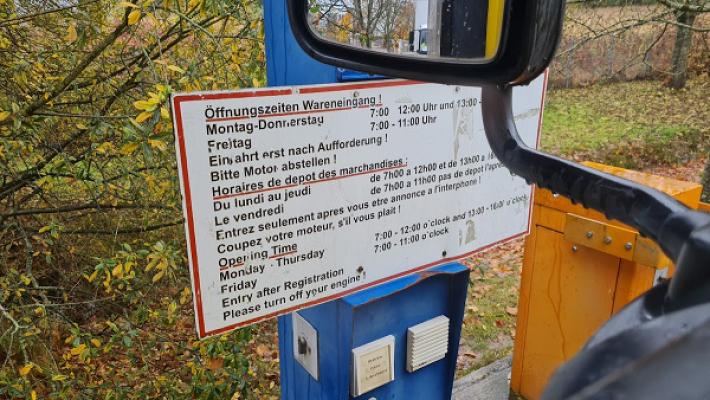 Öffnungszeiten Wareneingang !
Montag-Donnerstag 7:00 12:00 Uhr und 13:00 -
Freitag 7:00 - 11:00 Uhr
Einfahrt erst nach Aufforderung !
Bitte Motor abstellen !
Horaires de depot des marchandises :
Du lundi au jeudi de 7h00 a 12h00 et de 13h00 a
Le vendredi de 7h00 a 11h00 pas de depot l'apre
Entrez seulement apres vous etre annonce a l'interphone !
Coupez votre moteur, s'il vous plait !
Opening Time
Monday - Thursday 7:00 - 12:00 o`clock and 13:00 - 16:00 o`clock
Friday 7:00 - 11:00 o`clock
Entry after Registration
Please turn off your engine !